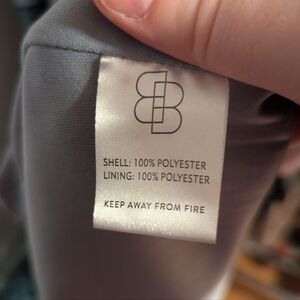 SHELL: 100% POLYESTER
LINING: 100% POLYESTER
KEEP AWAY FROM FIRE